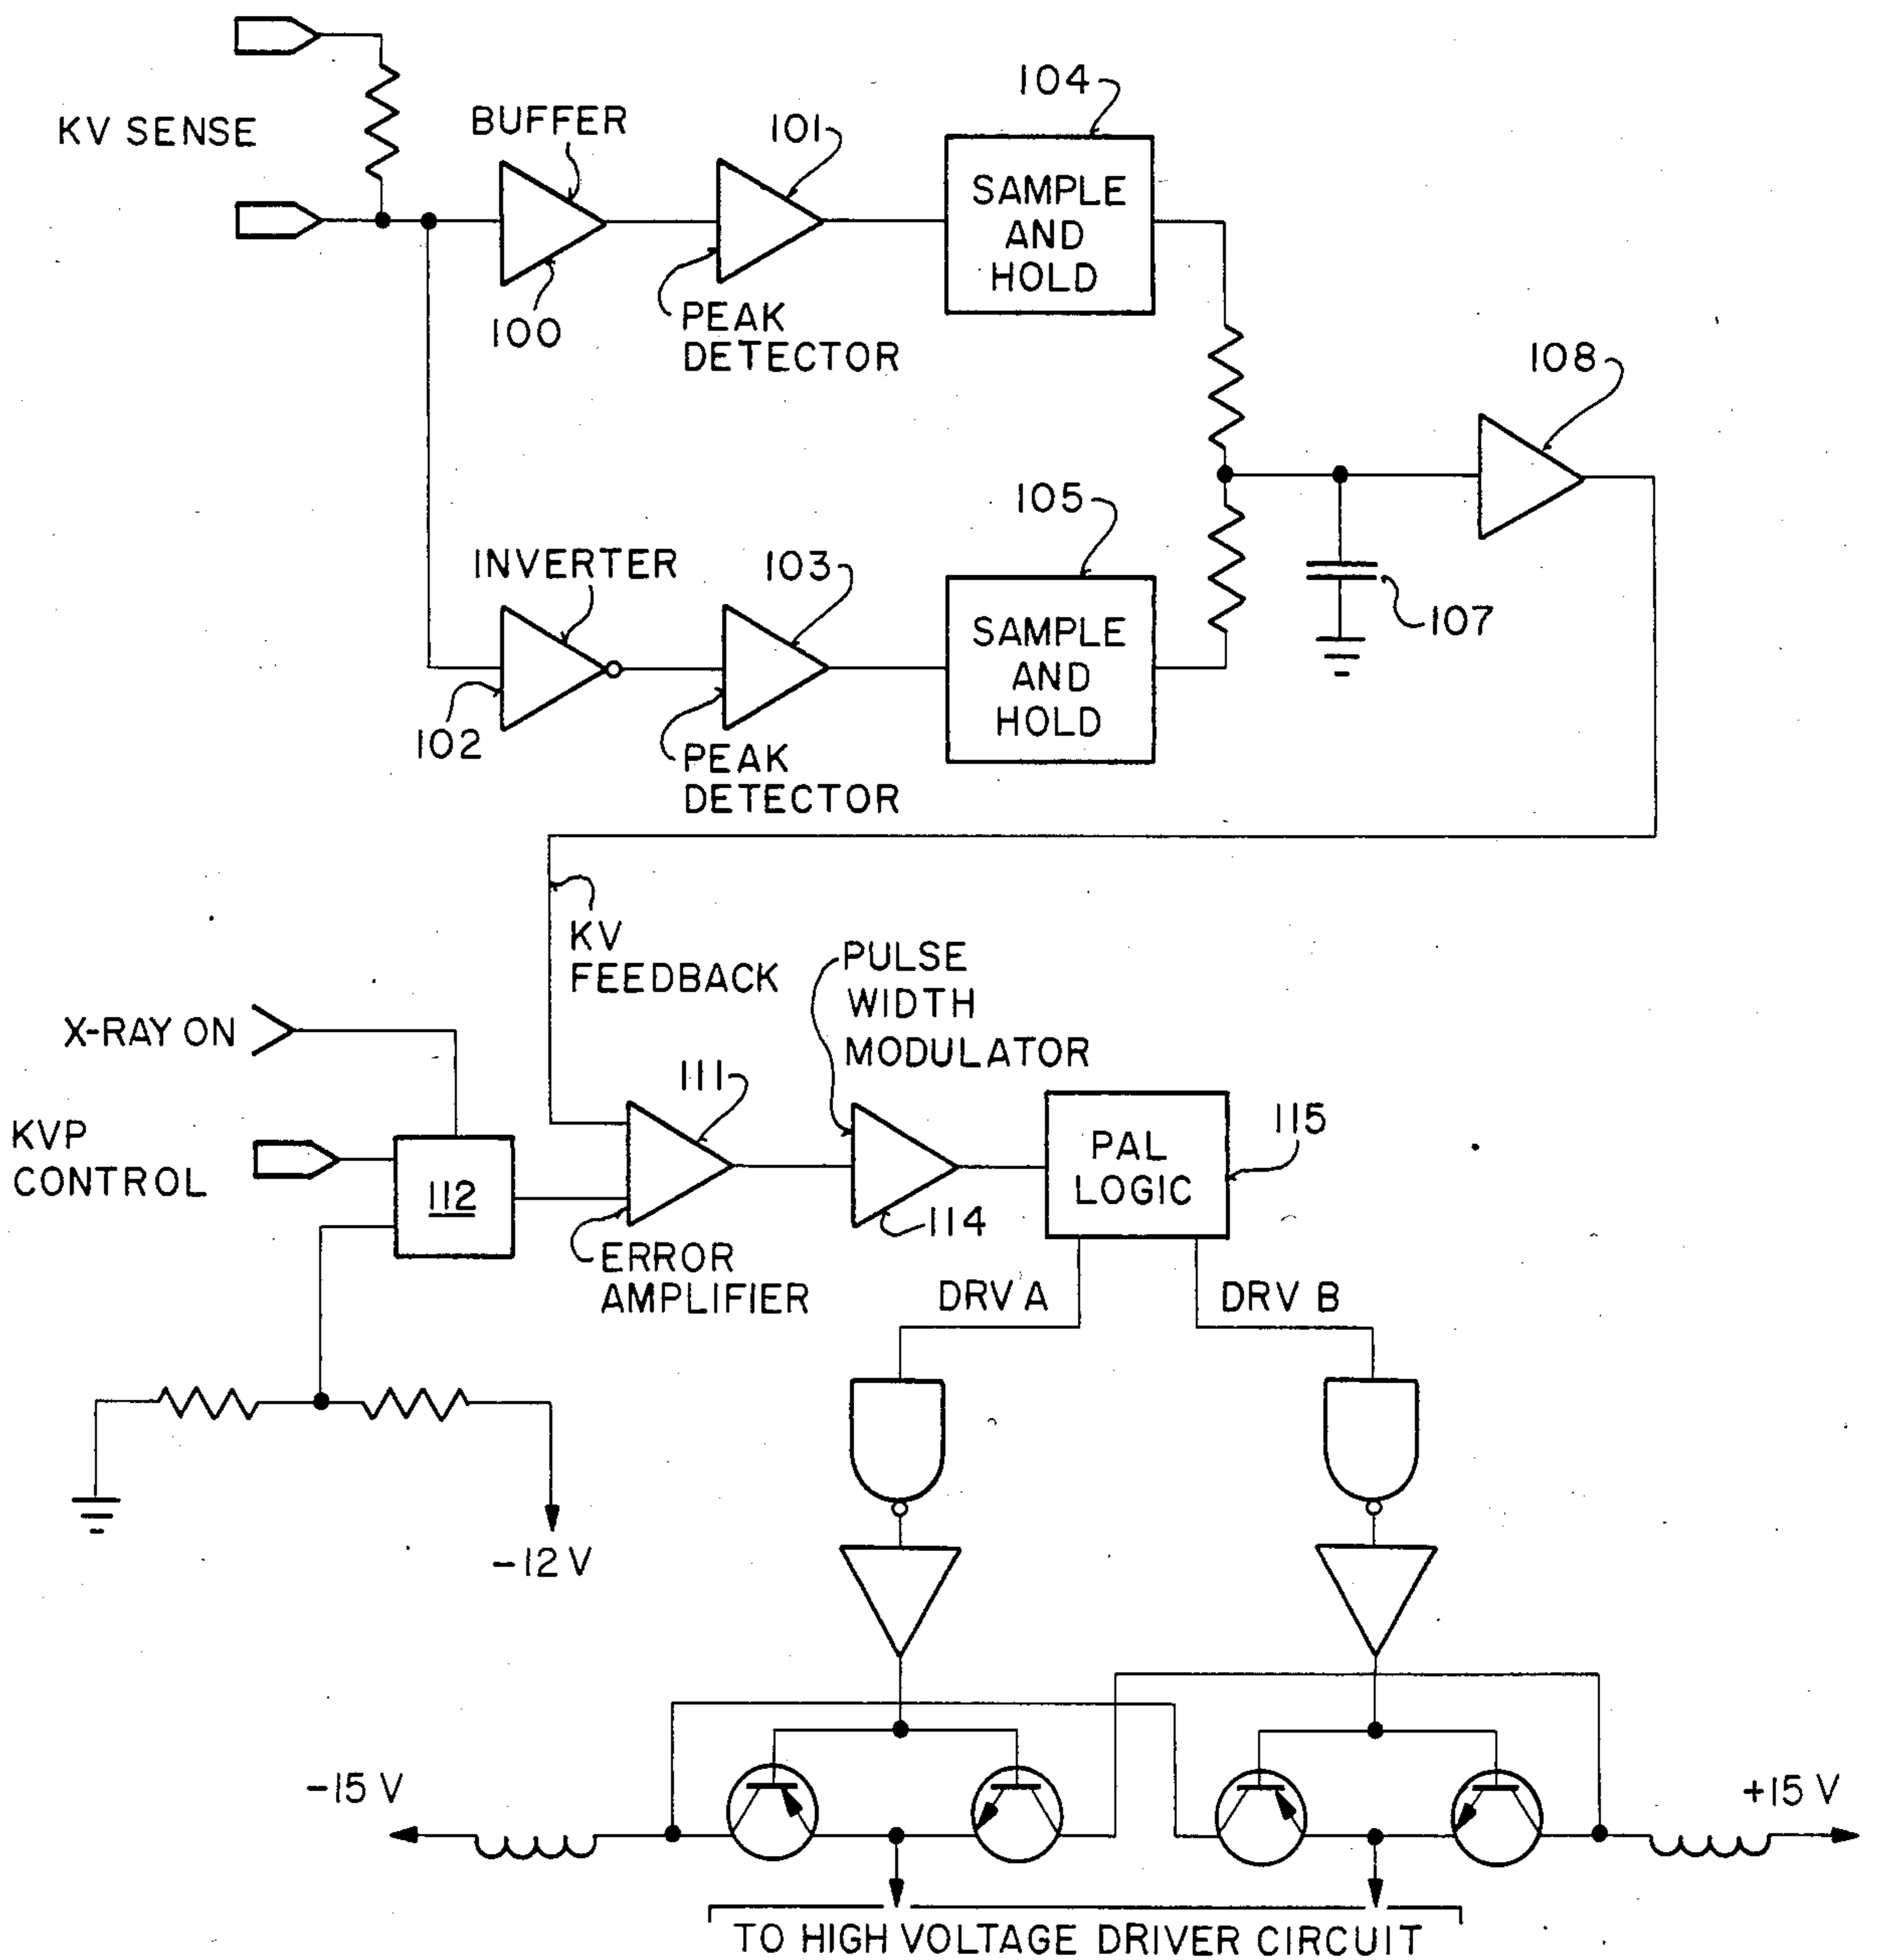 104
BUFFER
101
KV SENSE
SAMPLE
AND
HOLD
100
PEAK
DETECTOR
108
105
INVERTER
103
SAMPLE
AND
HOLD
107
102
PEAK
DETECTOR
KV
FEEDBACK
PULSE
WIDTH
MODULATOR
X-RAY ON
111
KVP
CONTROL
112
PAL
LOGIC
115
114
ERROR
AMPLIFIER
DRV A
DRV B
-12 V
-15 V
+15 V
TO HIGH VOLTAGE DRIVER CIRCUIT